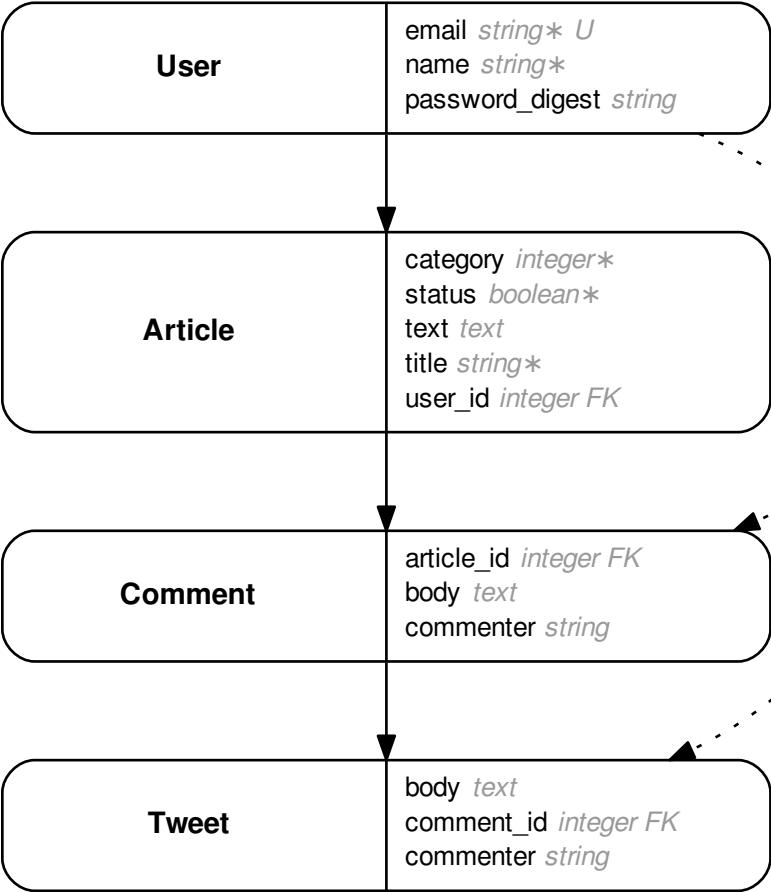 User
email string∗ U
name string∗
password_digest string
Article
category integer∗
status boolean∗
text text
title string∗
user_id integer FK
Comment
article_id integer FK
body text
commenter string
Tweet
body text
comment_id integer FK
commenter string